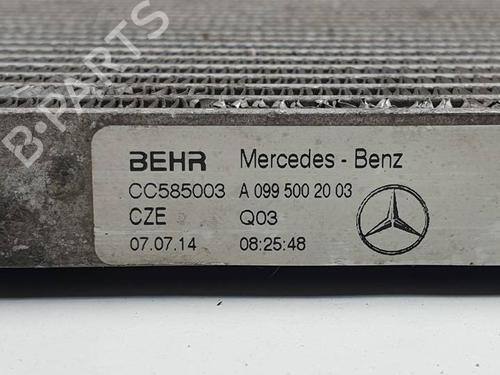 B-PARTS
BEHR Mercedes - Benz
CC585003 A 099 500 20 03
CZE Q03
07.07.14 08:25:48